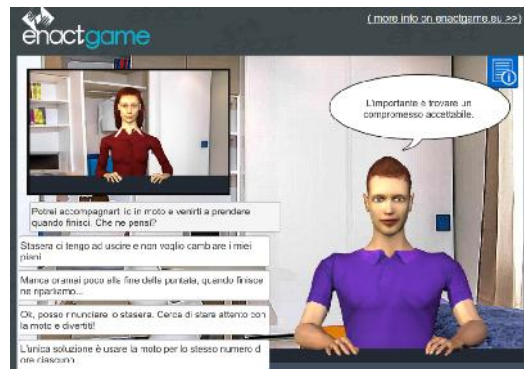 enactgame
( more info on enactgame.eu >>)
L'importante è trovare un
compromesso accettabile.
Potrei accompagnarti io in moto e venirti a prendere
quando finisci. Che ne pensi?
Stasera ci tengo ad uscire e non voglio cambiare i miei
piani
Manca oramai poco alla fine della puntata, quando finisce
ne riparliamo...
Ok, posso rinunciare io stasera. Cerca di stare attento con
la moto e divertiti!
L'unica soluzione è usare la moto per lo stesso numero d
ore ciascuno